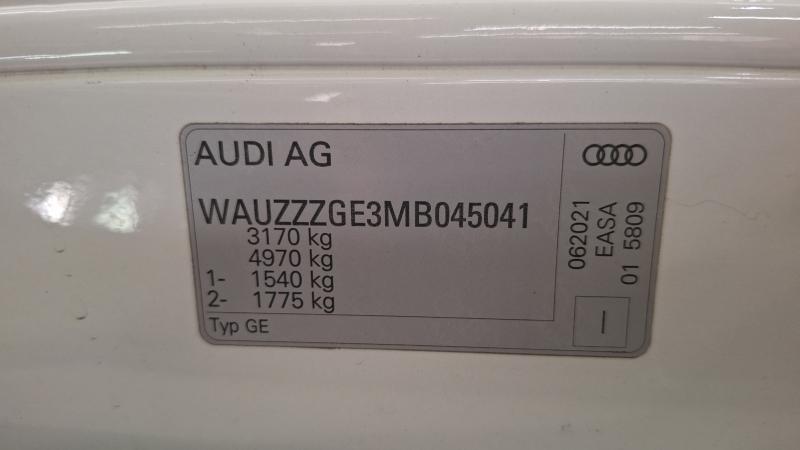 AUDI AG
WAUZZZGE3MB045041
3170 kg
4970 kg
1- 1540 kg
2- 1775 kg
Typ GE
062021
EASA
01 5809
I